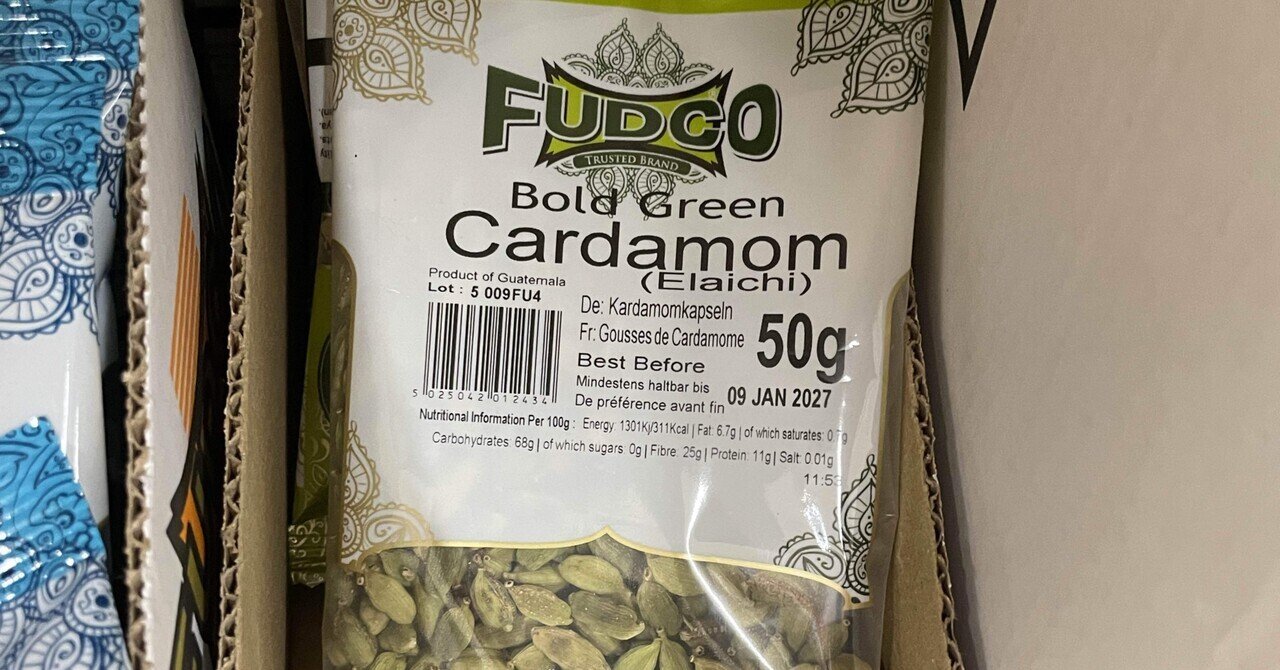 FUDCO
TRUSTED BRAND
Bold Green
Cardamom
(Elaichi)
Product of Guatemala
Lot : 5 009FU4
De: Kardamomkapseln
Fr: Gousses de Cardamome
50g
Best Before
Mindestens haltbar bis
De préférence avant fin
09 JAN 2027
5 025042 012434
Nutritional Information Per 100g : Energy: 1301Kj/311Kcal | Fat: 6.7g | of which saturates: 0.7g
Carbohydrates: 68g | of which sugars: 0g | Fibre: 25g | Protein: 11g | Salt: 0.01g